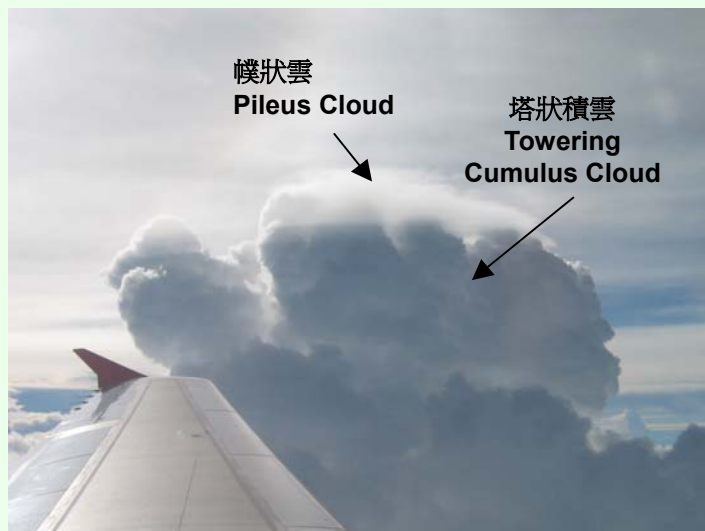 幞狀雲
Pileus Cloud
塔狀積雲
Towering
Cumulus Cloud